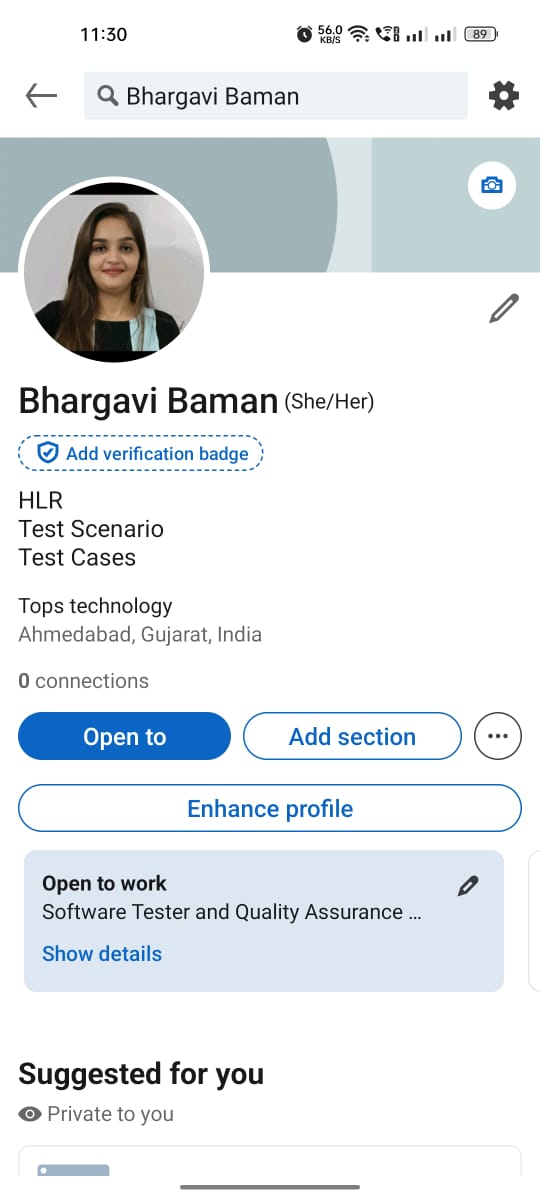 11:30
56.0
KB/S
89
Bhargavi Baman
Bhargavi Baman (She/Her)
Add verification badge
HLR
Test Scenario
Test Cases
Tops technology
Ahmedabad, Gujarat, India
0 connections
Open to
Add section
Enhance profile
Open to work
Software Tester and Quality Assurance ...
Show details
Suggested for you
Private to you